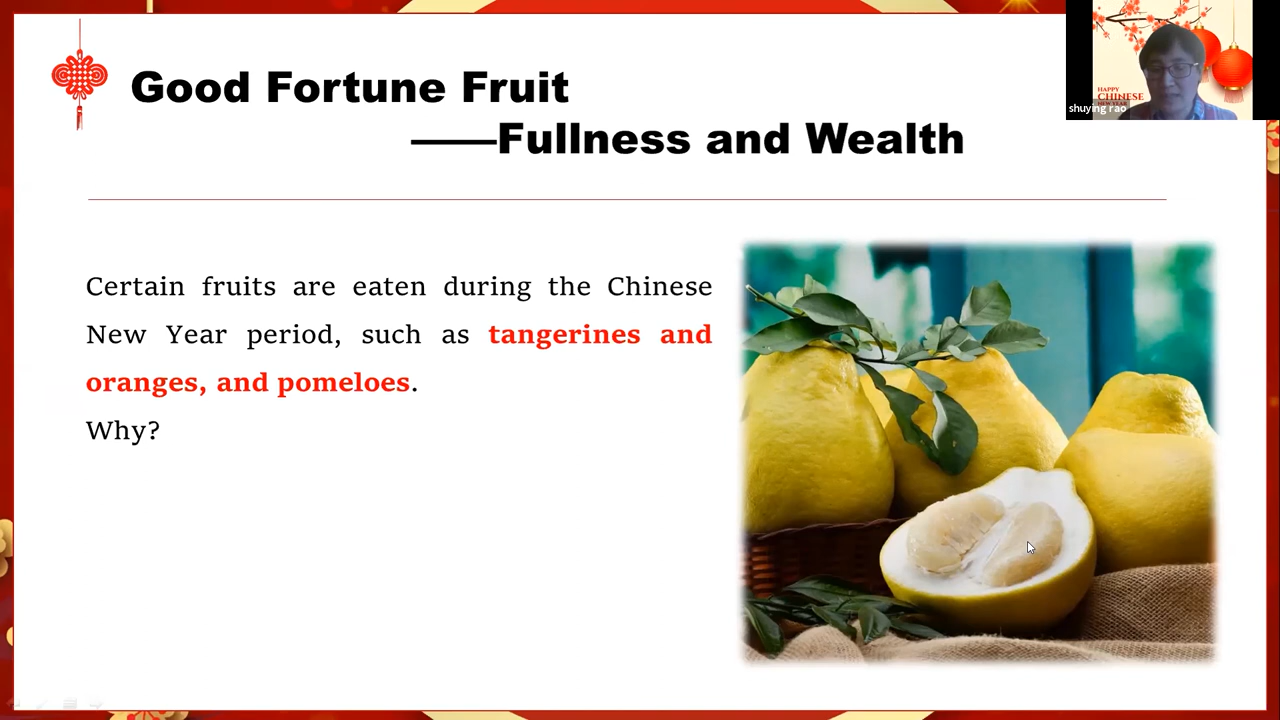 Good Fortune Fruit
——Fullness and Wealth
Certain fruits are eaten during the Chinese
New Year period, such as tangerines and
oranges, and pomeloes.
Why?
HAPPY
CHINESE
NEW YEAR
shuying rao